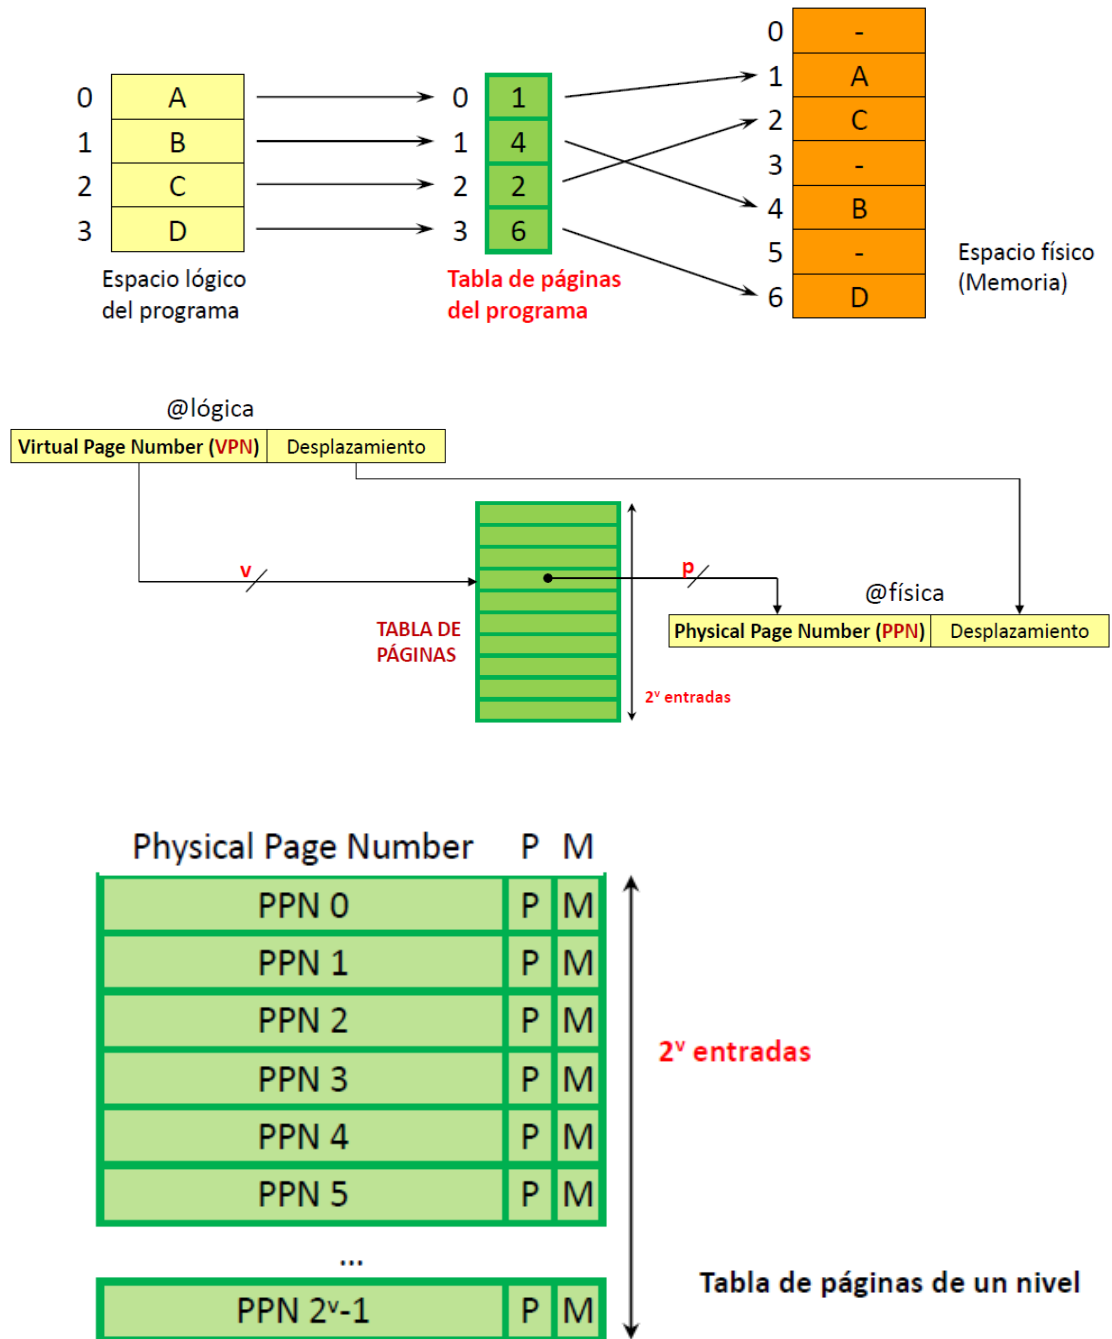 0 -
1 A
2 C
3 -
4 B
5 -
6 D
0 A
1 B
2 C
3 D
0 1
1 4
2 2
3 6
Espacio lógico
del programa
Tabla de páginas
del programa
Espacio físico
(Memoria)
@lógica
Virtual Page Number (VPN) Desplazamiento
v
p
@física
Physical Page Number (PPN) Desplazamiento
TABLA DE
PÁGINAS
2ᵛ entradas
Physical Page Number P M
PPN 0 P M
PPN 1 P M
PPN 2 P M
PPN 3 P M
PPN 4 P M
PPN 5 P M
...
PPN 2ᵛ-1 P M
2ᵛ entradas
Tabla de páginas de un nivel